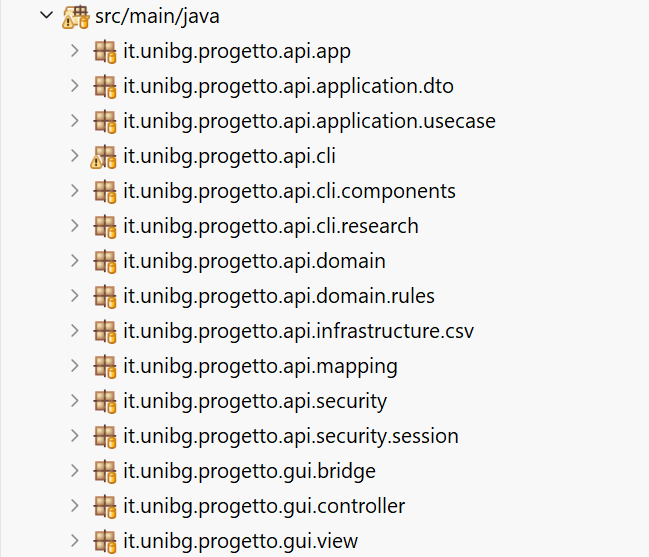 src/main/java
it.unibg.progetto.api.app
it.unibg.progetto.api.application.dto
it.unibg.progetto.api.application.usecase
it.unibg.progetto.api.cli
it.unibg.progetto.api.cli.components
it.unibg.progetto.api.cli.research
it.unibg.progetto.api.domain
it.unibg.progetto.api.domain.rules
it.unibg.progetto.api.infrastructure.csv
it.unibg.progetto.api.mapping
it.unibg.progetto.api.security
it.unibg.progetto.api.security.session
it.unibg.progetto.gui.bridge
it.unibg.progetto.gui.controller
it.unibg.progetto.gui.view